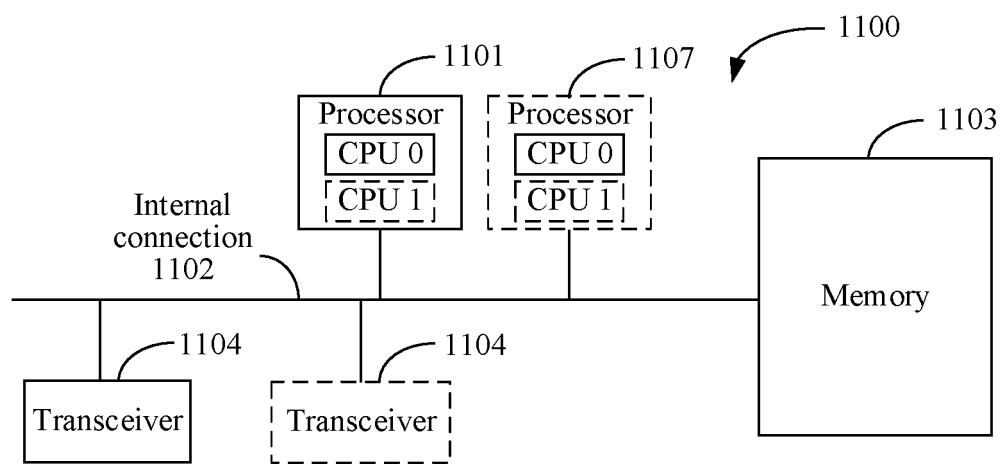 1100
1101
1107
1103
Processor
CPU 0
CPU 1
Processor
CPU 0
CPU 1
Internal
connection
1102
Memory
1104
1104
Transceiver
Transceiver